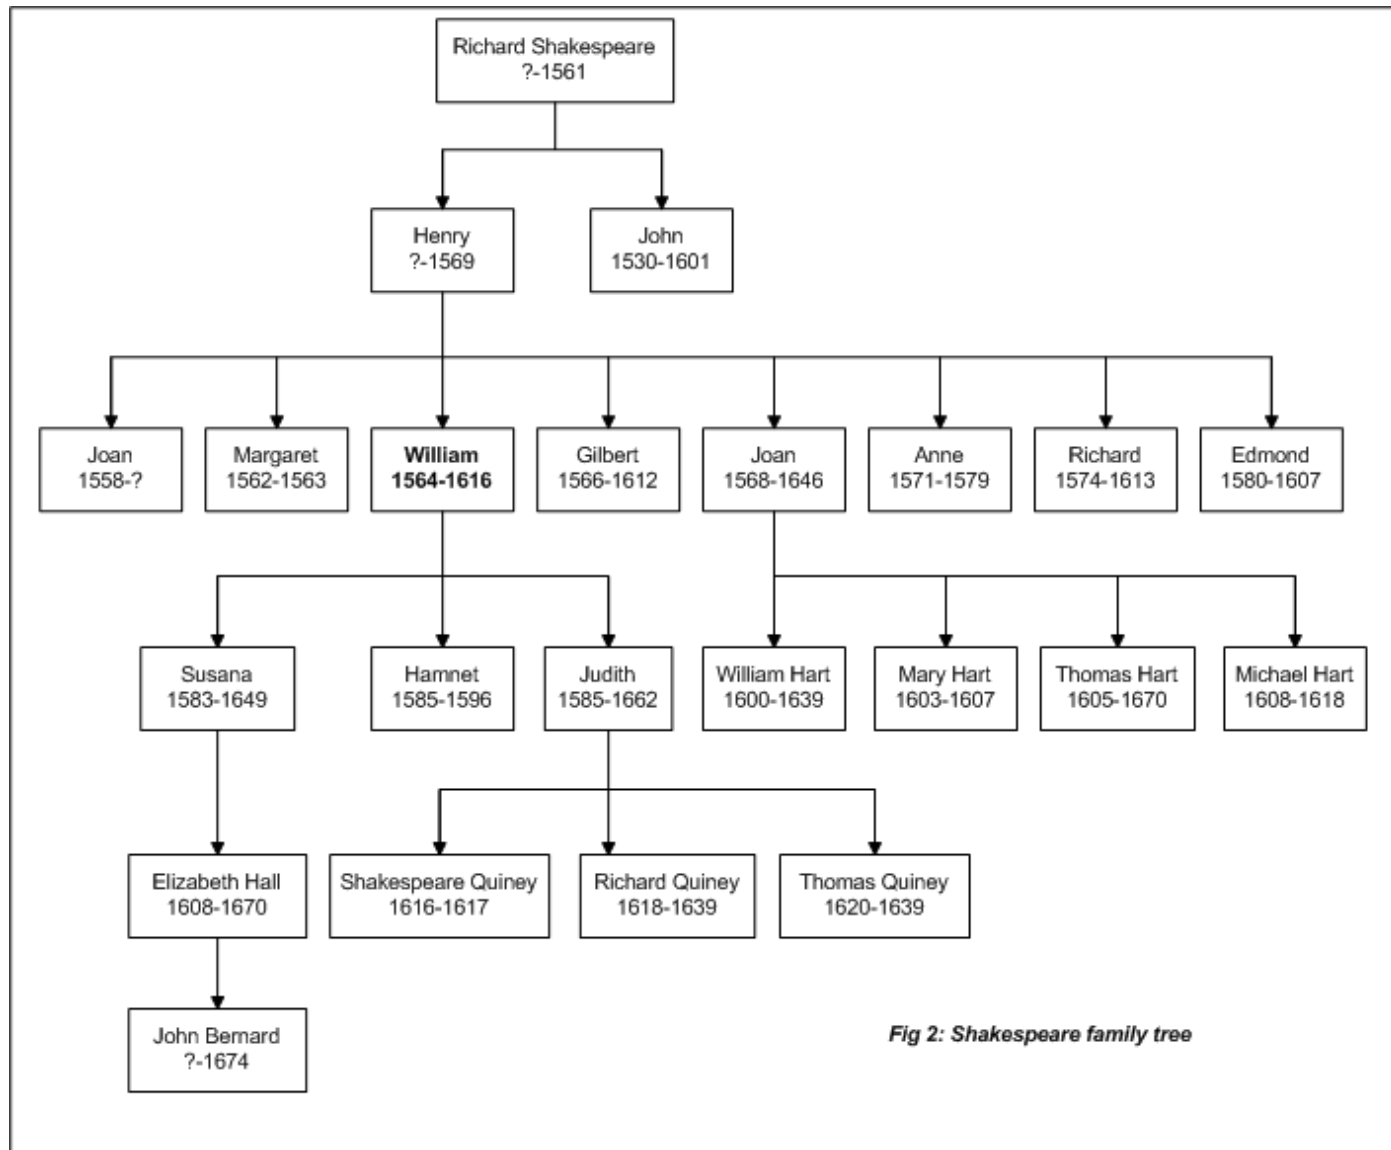 Richard Shakespeare
?-1561
Henry
?-1569
John
1530-1601
Joan
1558-?
Margaret
1562-1563
William
1564-1616
Gilbert
1566-1612
Joan
1568-1646
Anne
1571-1579
Richard
1574-1613
Edmond
1580-1607
Susana
1583-1649
Hamnet
1585-1596
Judith
1585-1662
William Hart
1600-1639
Mary Hart
1603-1607
Thomas Hart
1605-1670
Michael Hart
1608-1618
Elizabeth Hall
1608-1670
Shakespeare Quiney
1616-1617
Richard Quiney
1618-1639
Thomas Quiney
1620-1639
John Bernard
?-1674
Fig 2: Shakespeare family tree